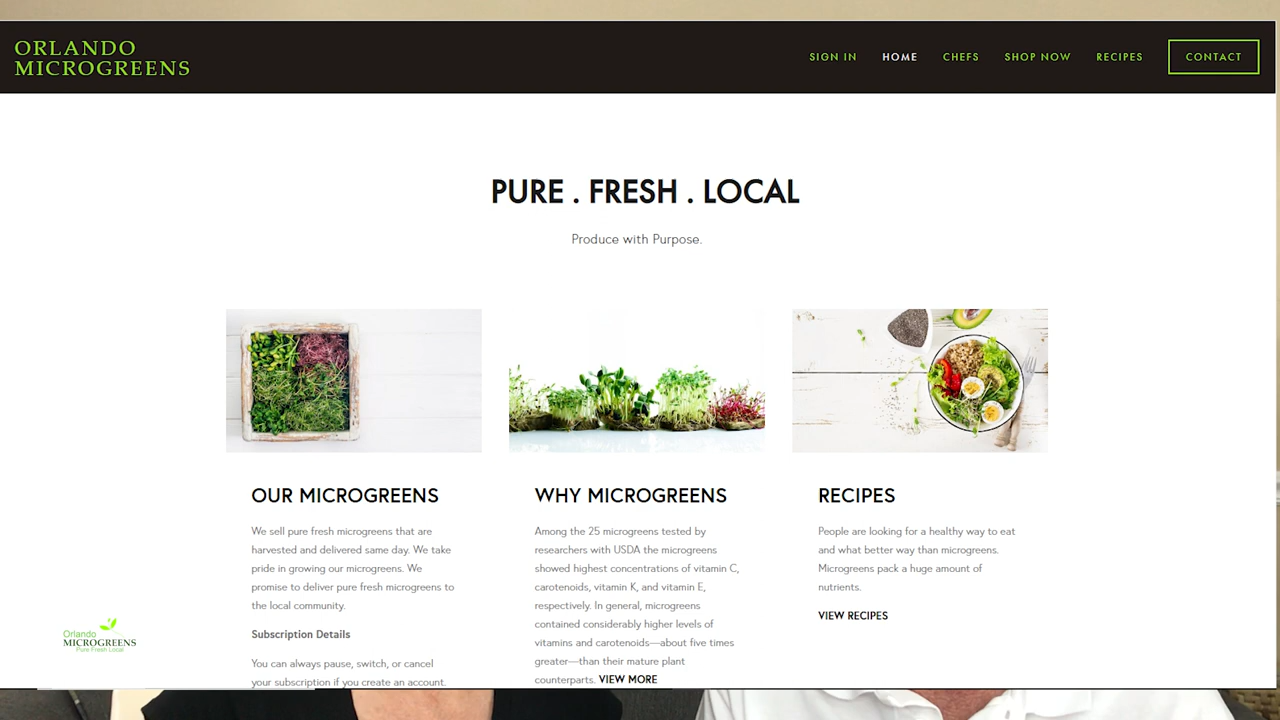 ORLANDO
MICROGREENS
SIGN IN HOME CHEFS SHOP NOW RECIPES CONTACT
PURE . FRESH . LOCAL
Produce with Purpose.
OUR MICROGREENS
We sell pure fresh microgreens that are
harvested and delivered same day. We take
pride in growing our microgreens. We
promise to deliver pure fresh microgreens to
the local community.
Subscription Details
You can always pause, switch, or cancel
your subscription if you create an account.
WHY MICROGREENS
Among the 25 microgreens tested by
researchers with USDA the microgreens
showed highest concentrations of vitamin C,
carotenoids, vitamin K, and vitamin E,
respectively. In general, microgreens
contained considerably higher levels of
vitamins and carotenoids—about five times
greater—than their mature plant
counterparts. VIEW MORE
RECIPES
People are looking for a healthy way to eat
and what better way than microgreens.
Microgreens pack a huge amount of
nutrients.
VIEW RECIPES
Orlando
MICROGREENS
Pure Fresh Local